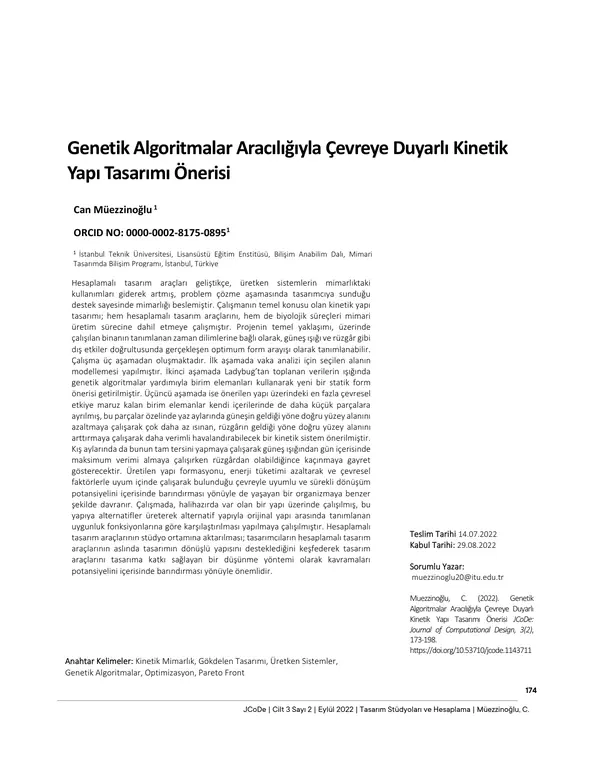 Genetik Algoritmalar Aracılığıyla Çevreye Duyarlı Kinetik
Yapı Tasarımı Önerisi
Can Müezzinoğlu ¹
ORCID NO: 0000-0002-8175-0895¹
¹ İstanbul Teknik Üniversitesi, Lisansüstü Eğitim Enstitüsü, Bilişim Anabilim Dalı, Mimari
Tasarımda Bilişim Programı, İstanbul, Türkiye
Hesaplamalı tasarım araçları geliştikçe, üretken sistemlerin mimarlıktaki
kullanımları giderek artmış, problem çözme aşamasında tasarımcıya sunduğu
destek sayesinde mimarlığı beslemiştir. Çalışmanın temel konusu olan kinetik yapı
tasarımı; hem hesaplamalı tasarım araçlarını, hem de biyolojik süreçleri mimari
üretim sürecine dahil etmeye çalışmıştır. Projenin temel yaklaşımı, üzerinde
çalışılan binanın tanımlanan zaman dilimlerine bağlı olarak, güneş ışığı ve rüzgâr gibi
dış etkiler doğrultusunda gerçekleşen optimum form arayışı olarak tanımlanabilir.
Çalışma üç aşamadan oluşmaktadır. İlk aşamada vaka analizi için seçilen alanın
modellemesi yapılmıştır. İkinci aşamada Ladybug’tan toplanan verilerin ışığında
genetik algoritmalar yardımıyla birim elemanları kullanarak yeni bir statik form
önerisi getirilmiştir. Üçüncü aşamada ise önerilen yapı üzerindeki en fazla çevresel
etkiye maruz kalan birim elemanlar kendi içerilerinde de daha küçük parçalara
ayrılmış, bu parçalar özelinde yaz aylarında güneşin geldiği yöne doğru yüzey alanını
azaltmaya çalışarak çok daha az ısınan, rüzgârın geldiği yöne doğru yüzey alanını
arttırmaya çalışarak daha verimli havalandırabilecek bir kinetik sistem önerilmiştir.
Kış aylarında da bunun tam tersini yapmaya çalışarak güneş ışığından gün içerisinde
maksimum verimi almaya çalışırken rüzgârdan olabildiğince kaçınmaya gayret
gösterecektir. Üretilen yapı formasyonu, enerji tüketimi azaltarak ve çevresel
faktörlerle uyum içinde çalışarak bulunduğu çevreyle uyumlu ve sürekli dönüşüm
potansiyelini içerisinde barındırması yönüyle de yaşayan bir organizmaya benzer
şekilde davranır. Çalışmada, halihazırda var olan bir yapı üzerinde çalışılmış, bu
yapıya alternatifler üreterek alternatif yapıyla orijinal yapı arasında tanımlanan
uygunluk fonksiyonlarına göre karşılaştırılması yapılmaya çalışılmıştır. Hesaplamalı
tasarım araçlarının stüdyo ortamına aktarılması; tasarımcıların hesaplamalı tasarım
araçlarının aslında tasarımın dönüşlü yapısını desteklediğini keşfederek tasarım
araçlarını tasarıma katkı sağlayan bir düşünme yöntemi olarak kavramaları
potansiyelini içerisinde barındırması yönüyle önemlidir.
Teslim Tarihi 14.07.2022
Kabul Tarihi: 29.08.2022
Sorumlu Yazar:
muezzinoglu20@itu.edu.tr
Muezzinoğlu, C. (2022). Genetik
Algoritmalar Aracılığıyla Çevreye Duyarlı
Kinetik Yapı Tasarımı Önerisi JCoDe:
Journal of Computational Design, 3(2),
173-198.
https://doi.org/10.53710/jcode.1143711
Anahtar Kelimeler: Kinetik Mimarlık, Gökdelen Tasarımı, Üretken Sistemler,
Genetik Algoritmalar, Optimizasyon, Pareto Front
174
JCoDe | Cilt 3 Sayı 2 | Eylül 2022 | Tasarım Stüdyoları ve Hesaplama | Müezzinoğlu, C.